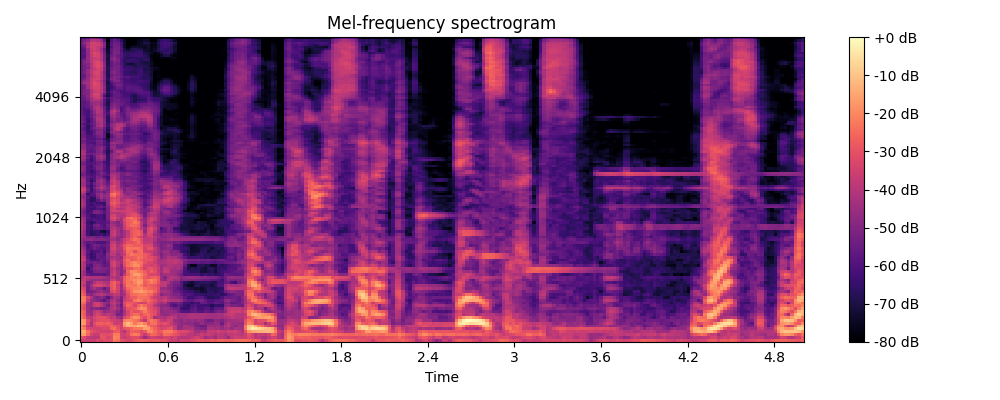 Mel-frequency spectrogram
Hz
4096
2048
1024
512
0
0 0.6 1.2 1.8 2.4 3 3.6 4.2 4.8
Time
+0 dB
-10 dB
-20 dB
-30 dB
-40 dB
-50 dB
-60 dB
-70 dB
-80 dB